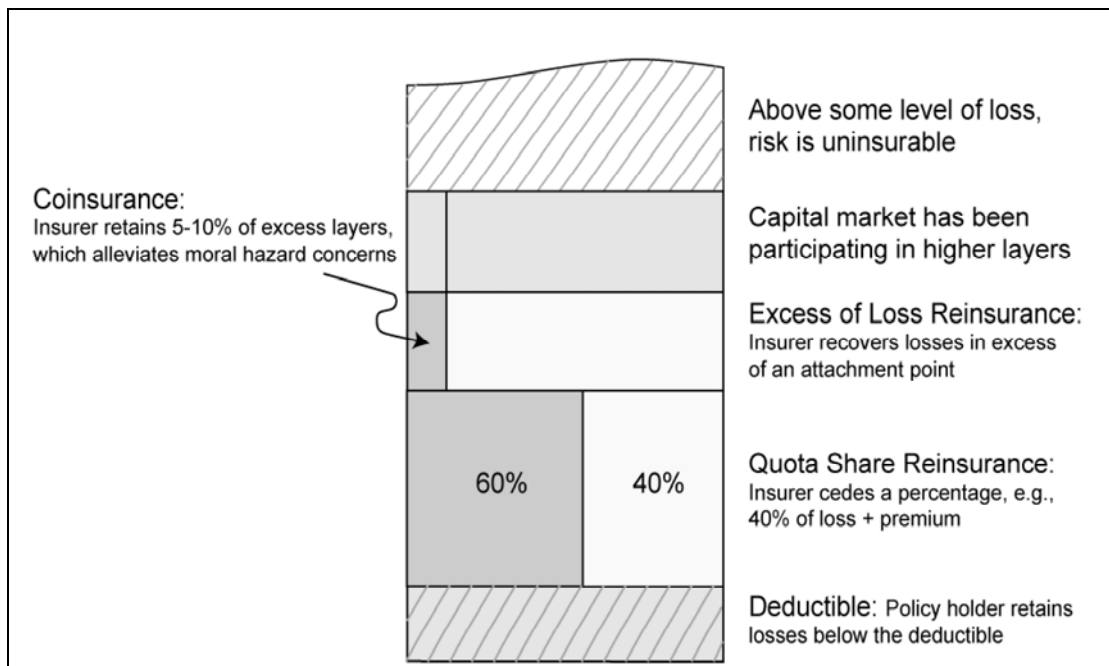 Above some level of loss,
risk is uninsurable
Coinsurance:
Insurer retains 5-10% of excess layers,
which alleviates moral hazard concerns
Capital market has been
participating in higher layers
Excess of Loss Reinsurance:
Insurer recovers losses in excess
of an attachment point
60%
40%
Quota Share Reinsurance:
Insurer cedes a percentage, e.g.,
40% of loss + premium
Deductible: Policy holder retains
losses below the deductible